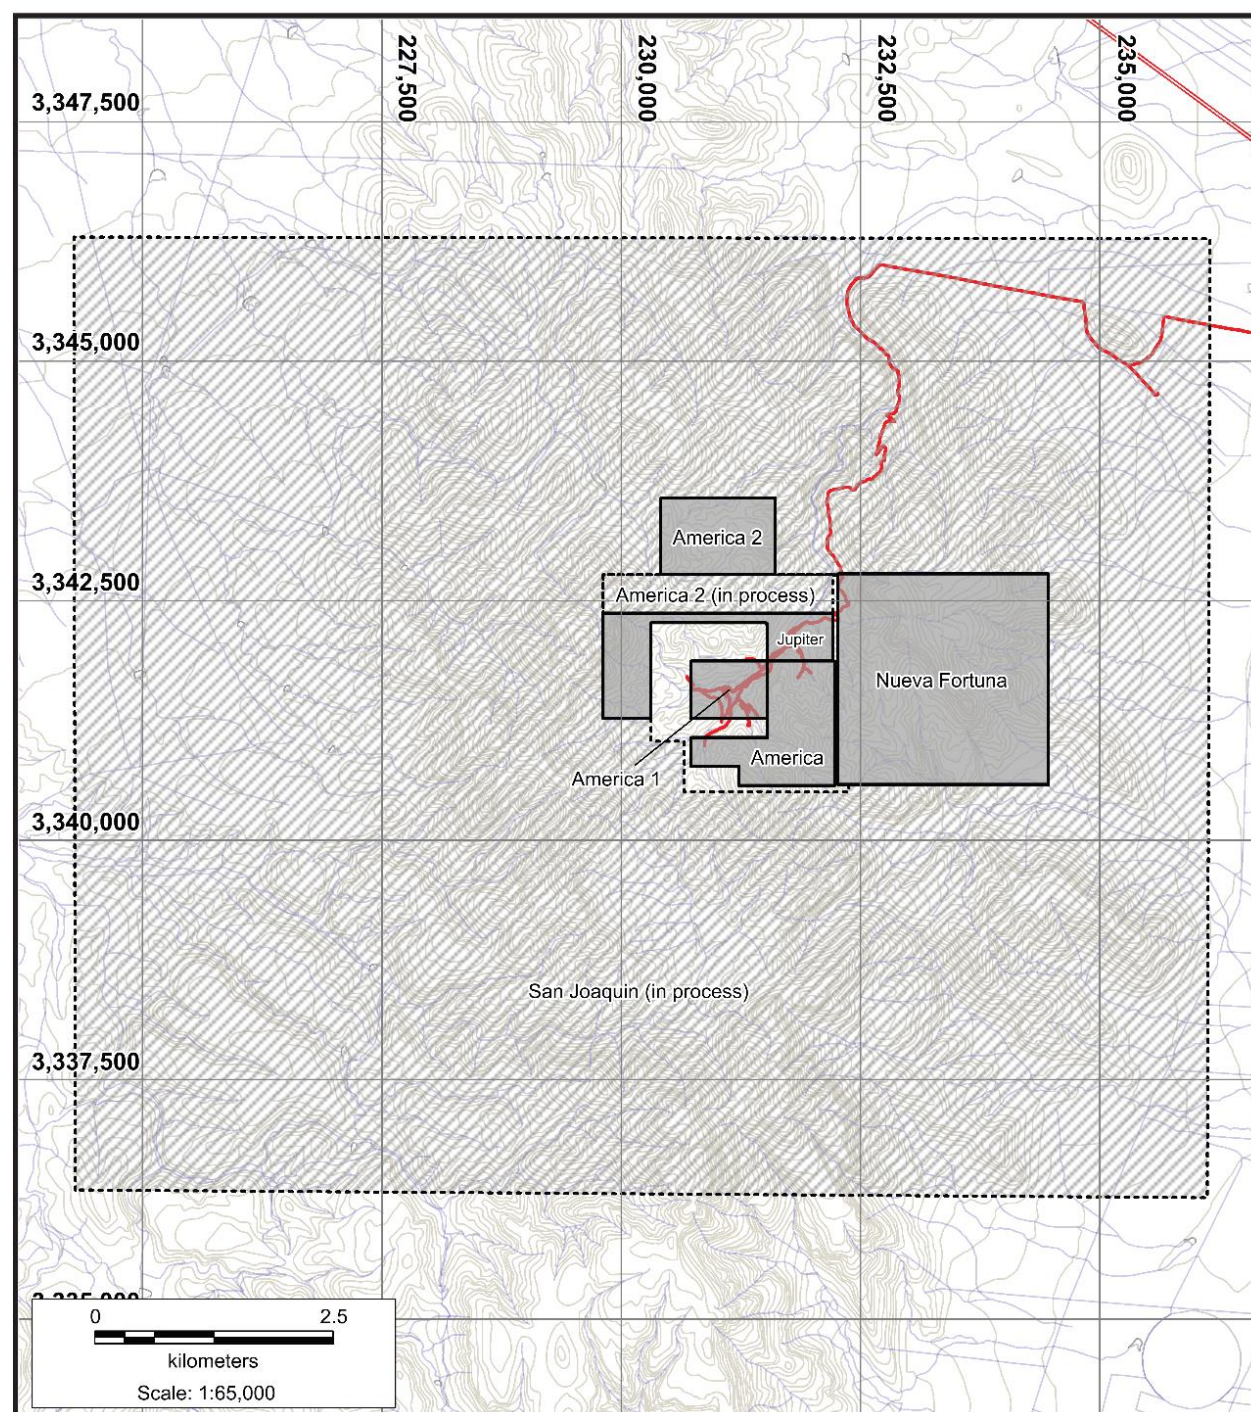 227,500
230,000
232,500
235,000
3,347,500
3,345,000
America 2
3,342,500
America 2 (in process)
Jupiter
Nueva Fortuna
America
America 1
3,340,000
San Joaquin (in process)
3,337,500
0 2.5
kilometers
Scale: 1:65,000